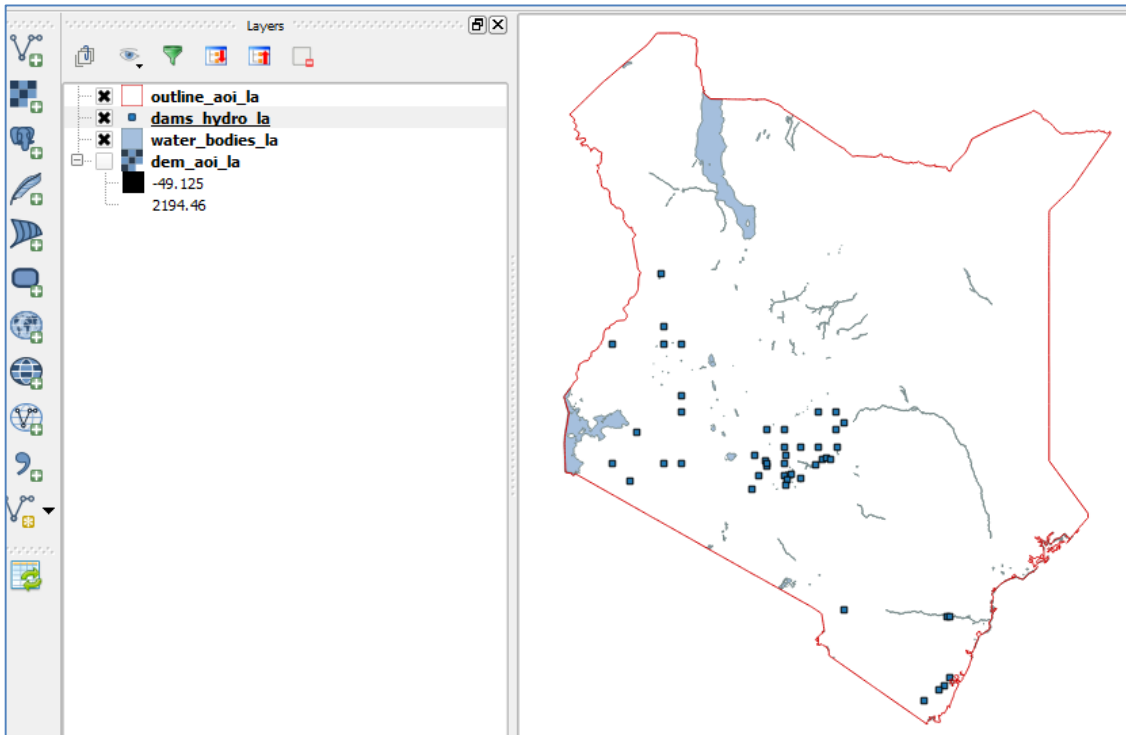 Layers
outline_aoi_la
dams_hydro_la
water_bodies_la
dem_aoi_la
-49.125
2194.46